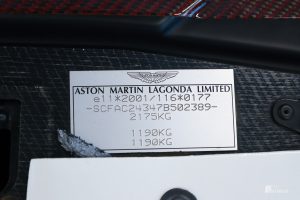 ASTON MARTIN LAGONDA LIMITED
e11*2001/116*0177
-SCFAC24347B502389-
2175KG
1190KG
1190KG